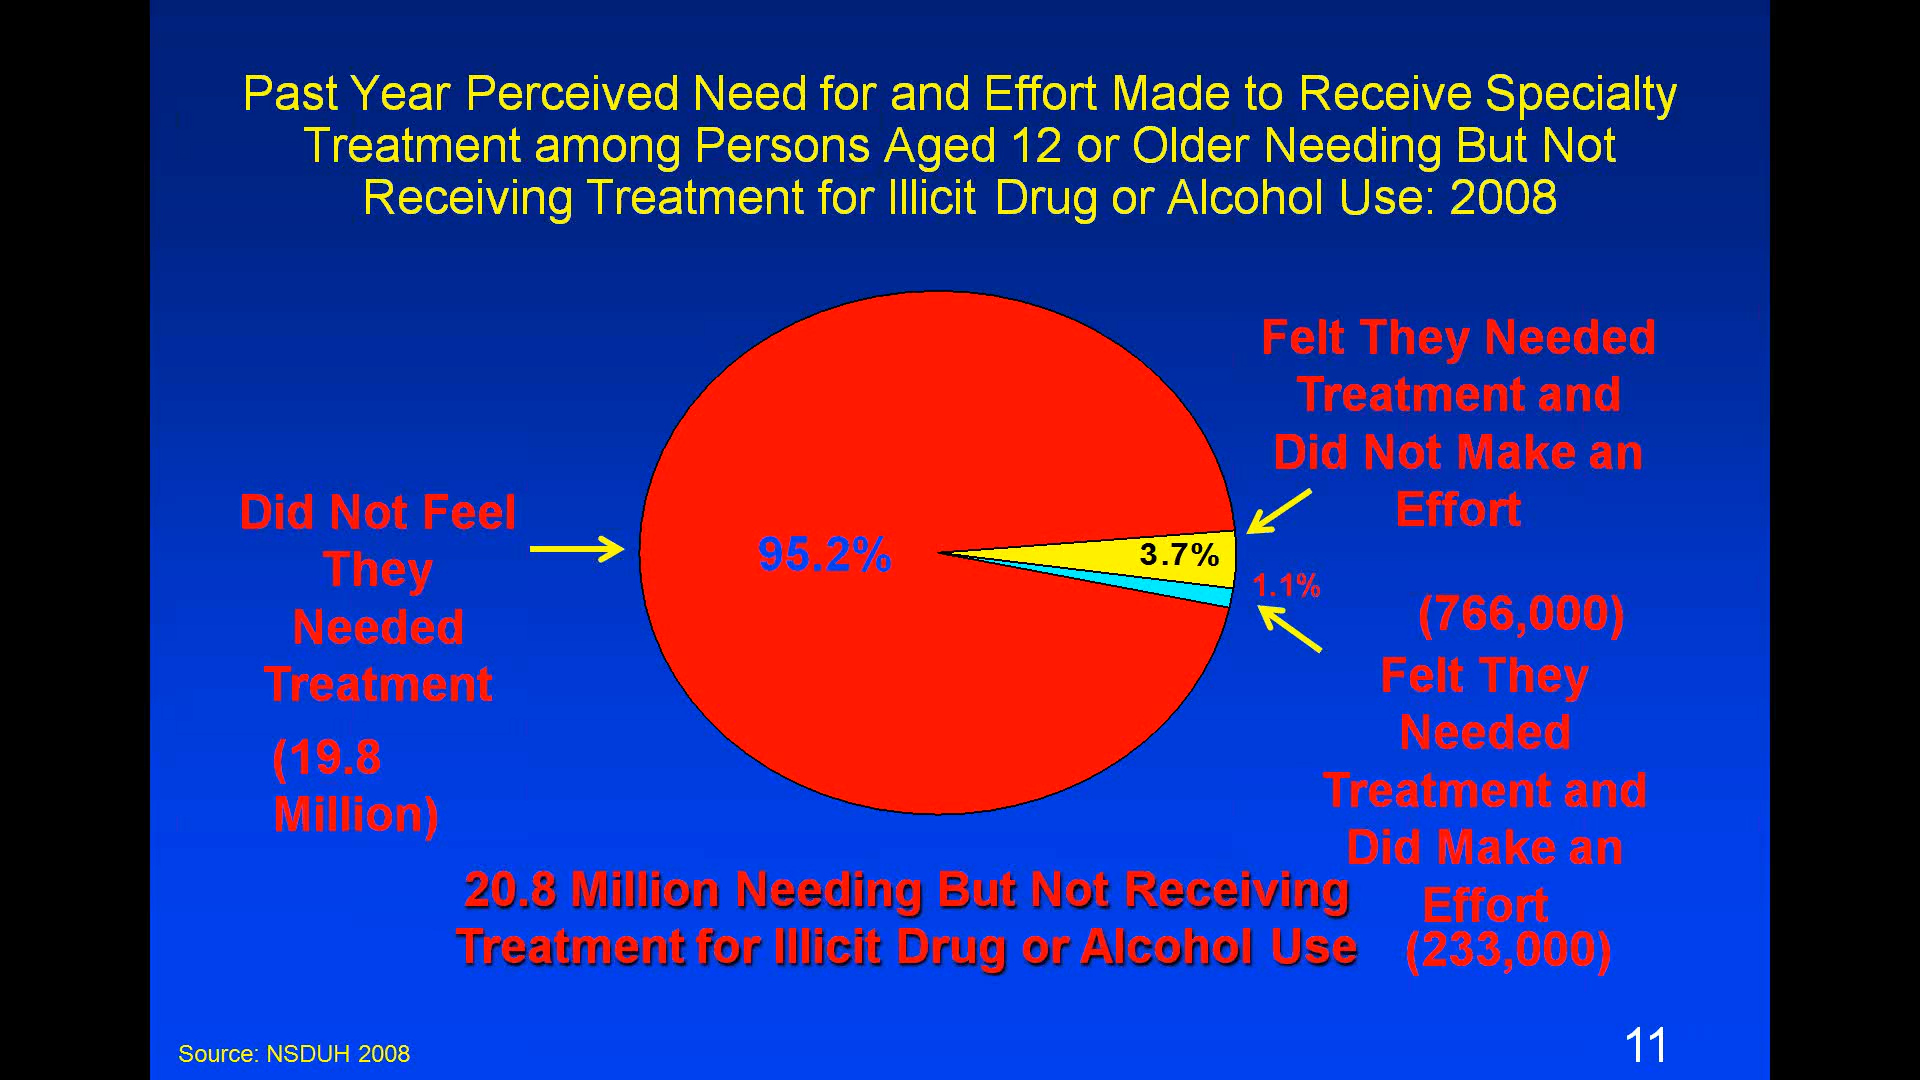 Past Year Perceived Need for and Effort Made to Receive Specialty
Treatment among Persons Aged 12 or Older Needing But Not
Receiving Treatment for Illicit Drug or Alcohol Use: 2008
Did Not Feel
They
Needed
Treatment
(19.8
Million)
95.2%
3.7%
1.1%
Felt They Needed
Treatment and
Did Not Make an
Effort
(766,000)
Felt They
Needed
Treatment and
Did Make an
Effort
(233,000)
20.8 Million Needing But Not Receiving
Treatment for Illicit Drug or Alcohol Use
Source: NSDUH 2008
11